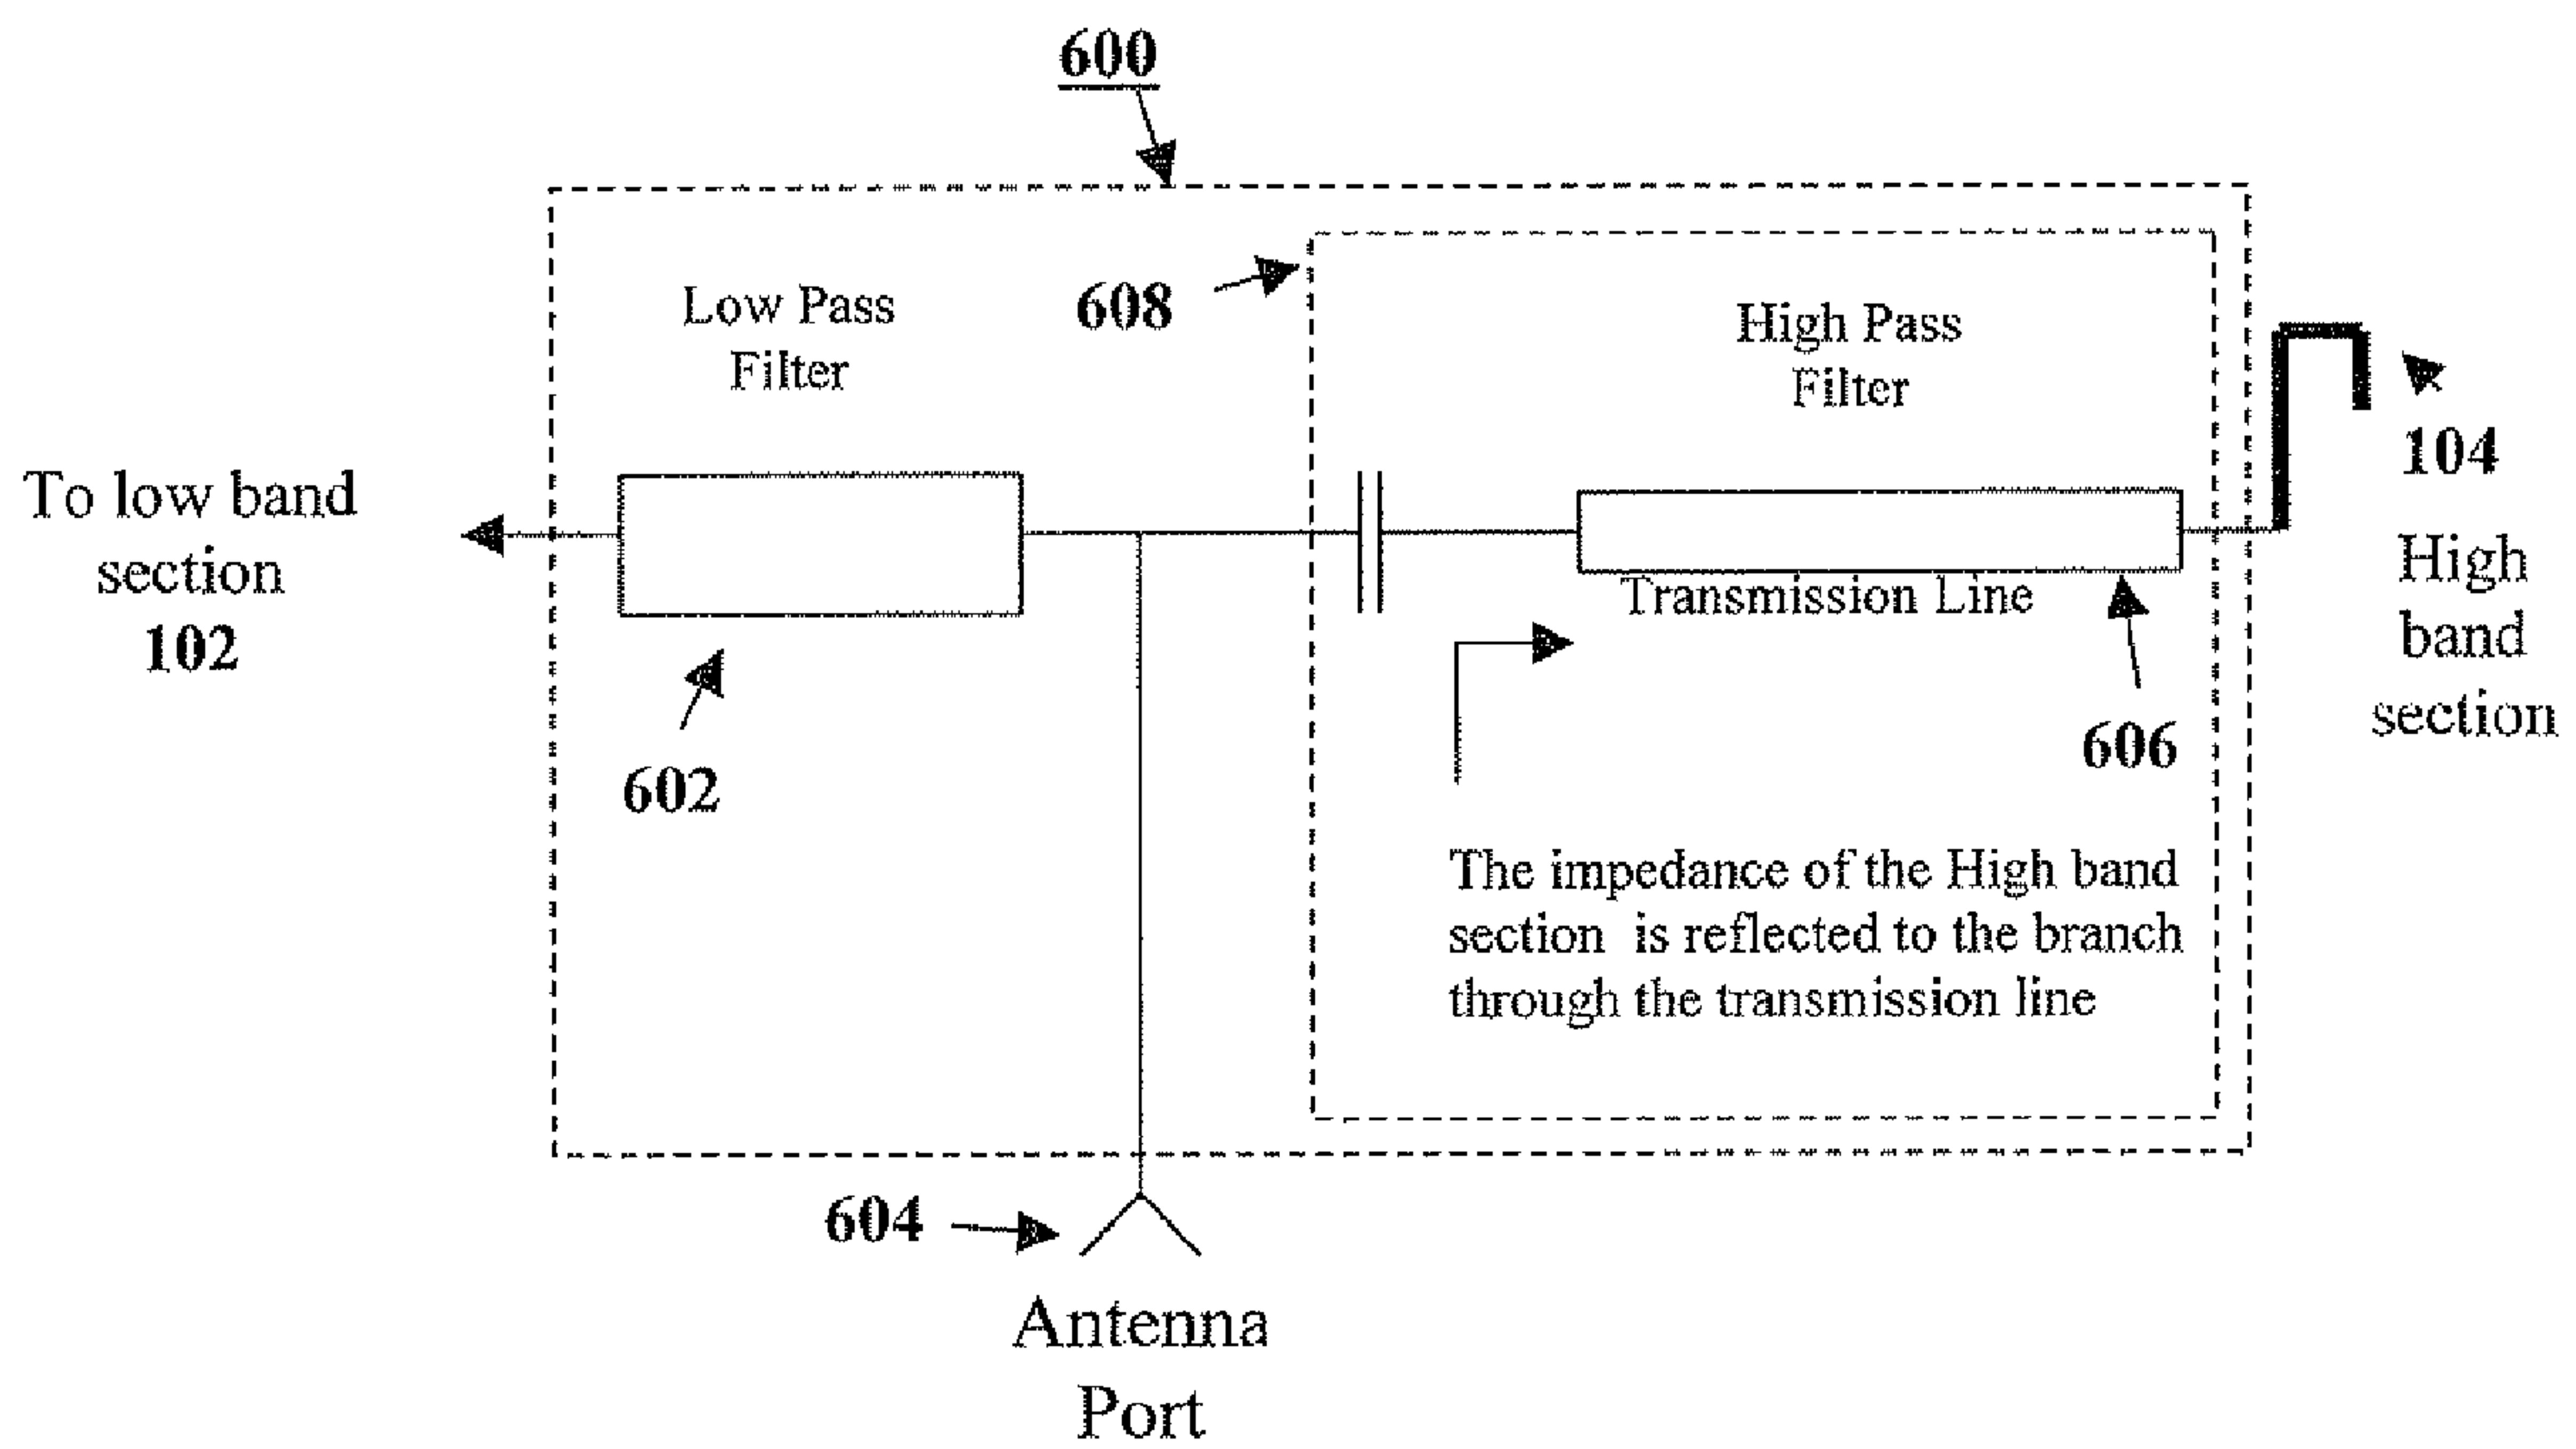 600
608
Low Pass
Filter
High Pass
Filter
104
High
band
section
To low band
section
102
602
Transmission Line
606
The impedance of the High band
section is reflected to the branch
through the transmission line
604
Antenna
Port